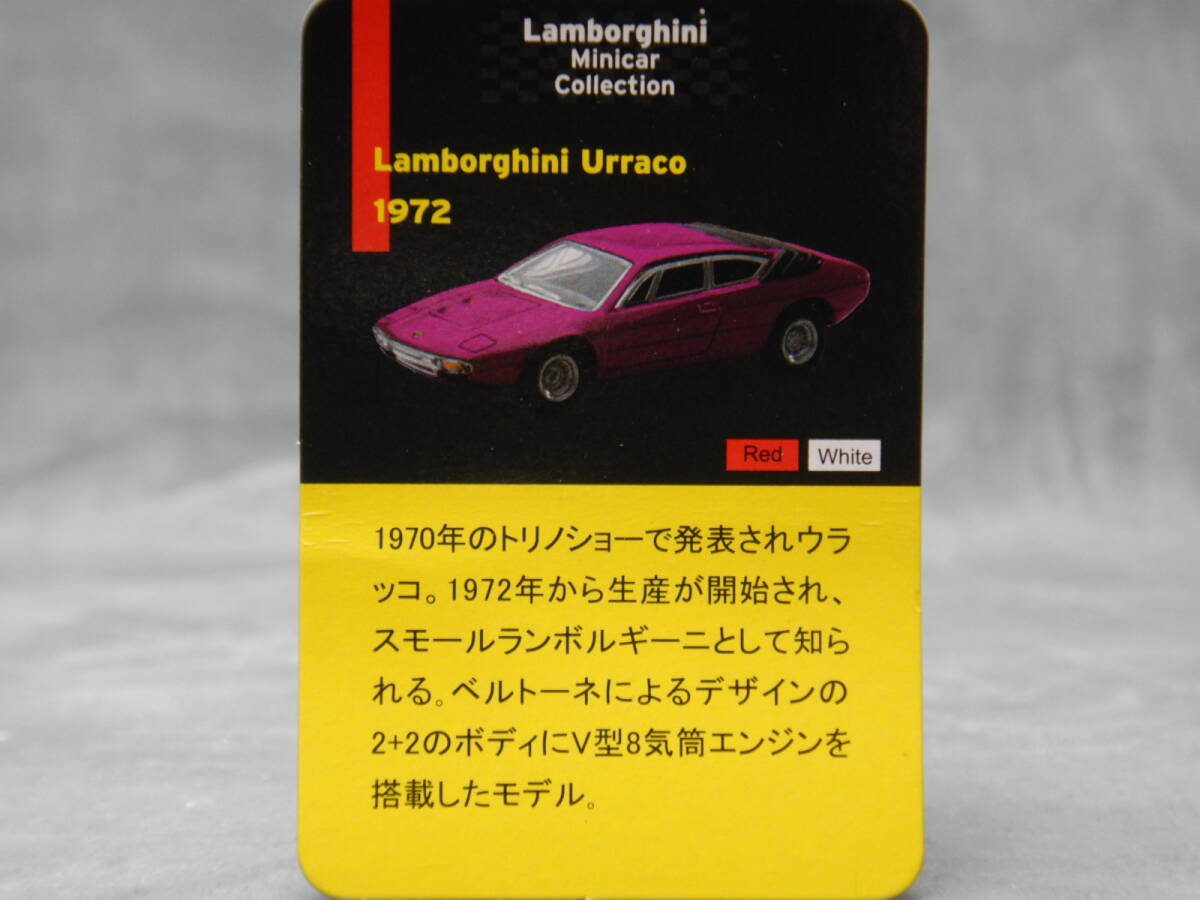 Lamborghini
Minicar
Collection
Lamborghini Urraco
1972
Red White
1970年のトリノショーで発表されウラ
ッコ。1972年から生産が開始され、
スモールランボルギーニとして知ら
れる。ベルトーネによるデザインの
2+2のボディにV型8気筒エンジンを
搭載したモデル。